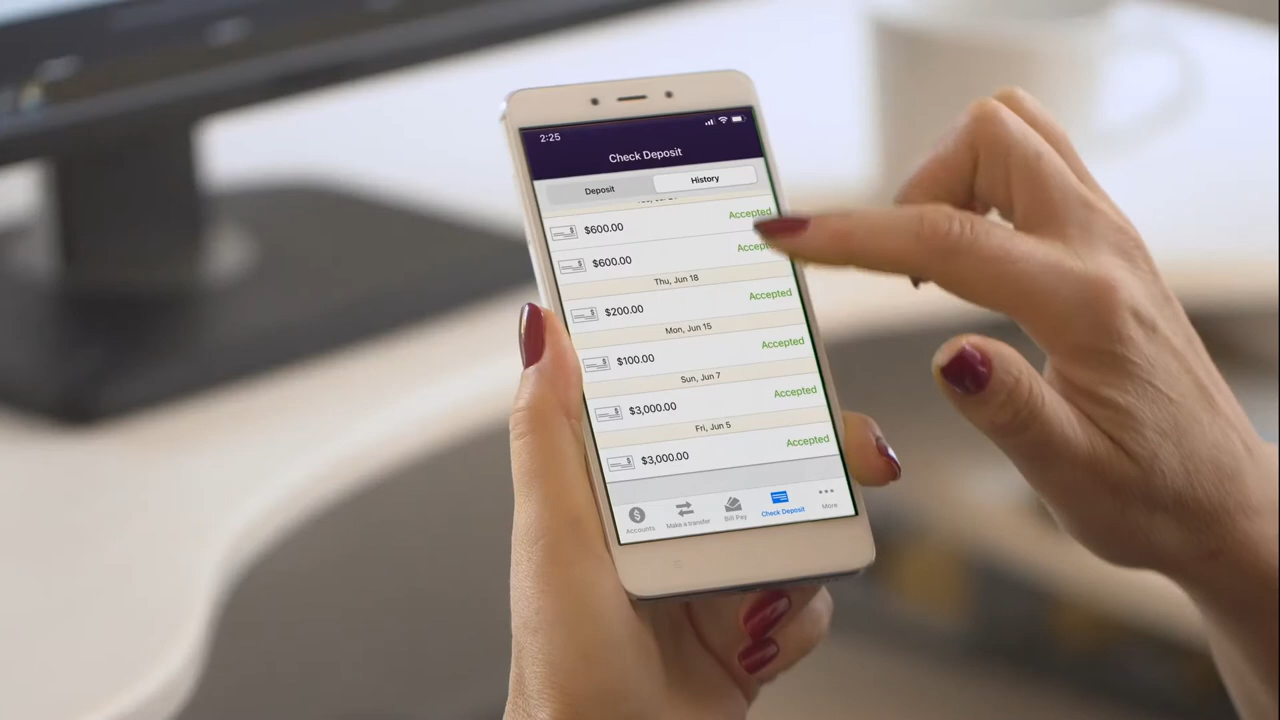 2:25
Check Deposit
Deposit History
$600.00 Accepted
$600.00
Thu, Jun 18
$200.00 Accepted
Mon, Jun 15
$100.00 Accepted
Sun, Jun 7
$3,000.00 Accepted
Fri, Jun 5
$3,000.00 Accepted
Accounts Make a transfer Bill Pay Check Deposit More